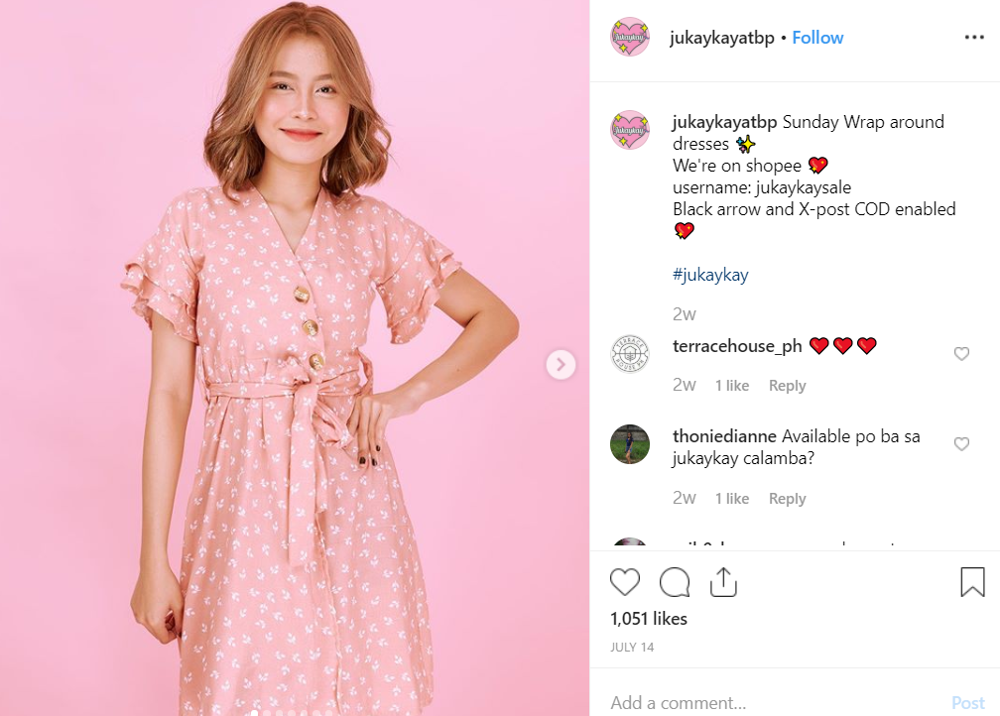 jukaykayatbp • Follow
jukaykayatbp Sunday Wrap around
dresses ✨
We're on shopee 💖
username: jukaykaysale
Black arrow and X-post COD enabled
💖
#jukaykay
2w
terracehouse_ph ❤️❤️❤️
2w 1 like Reply
thoniedianne Available po ba sa
jukaykay calamba?
2w 1 like Reply
1,051 likes
JULY 14
Add a comment... Post